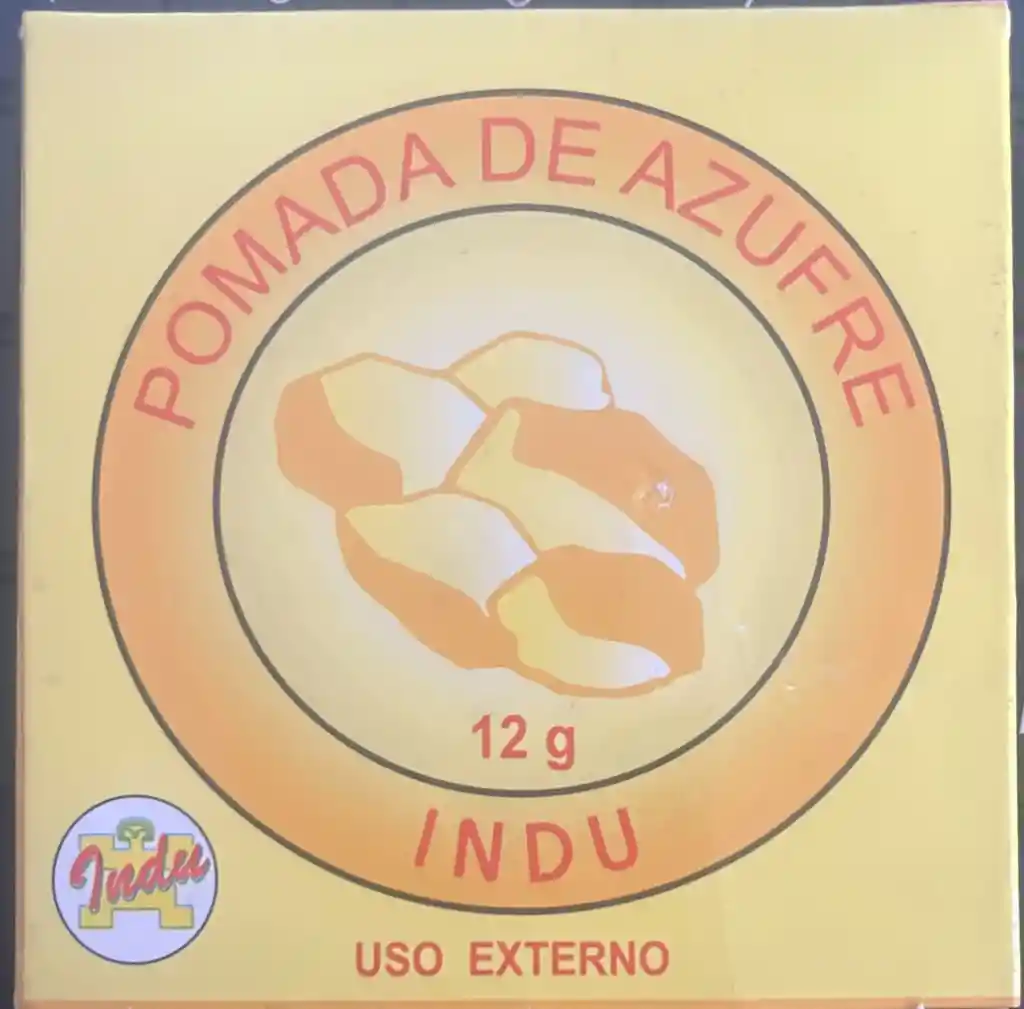 POMADA DE AZUFRE
12 g
INDU
Indu
USO EXTERNO